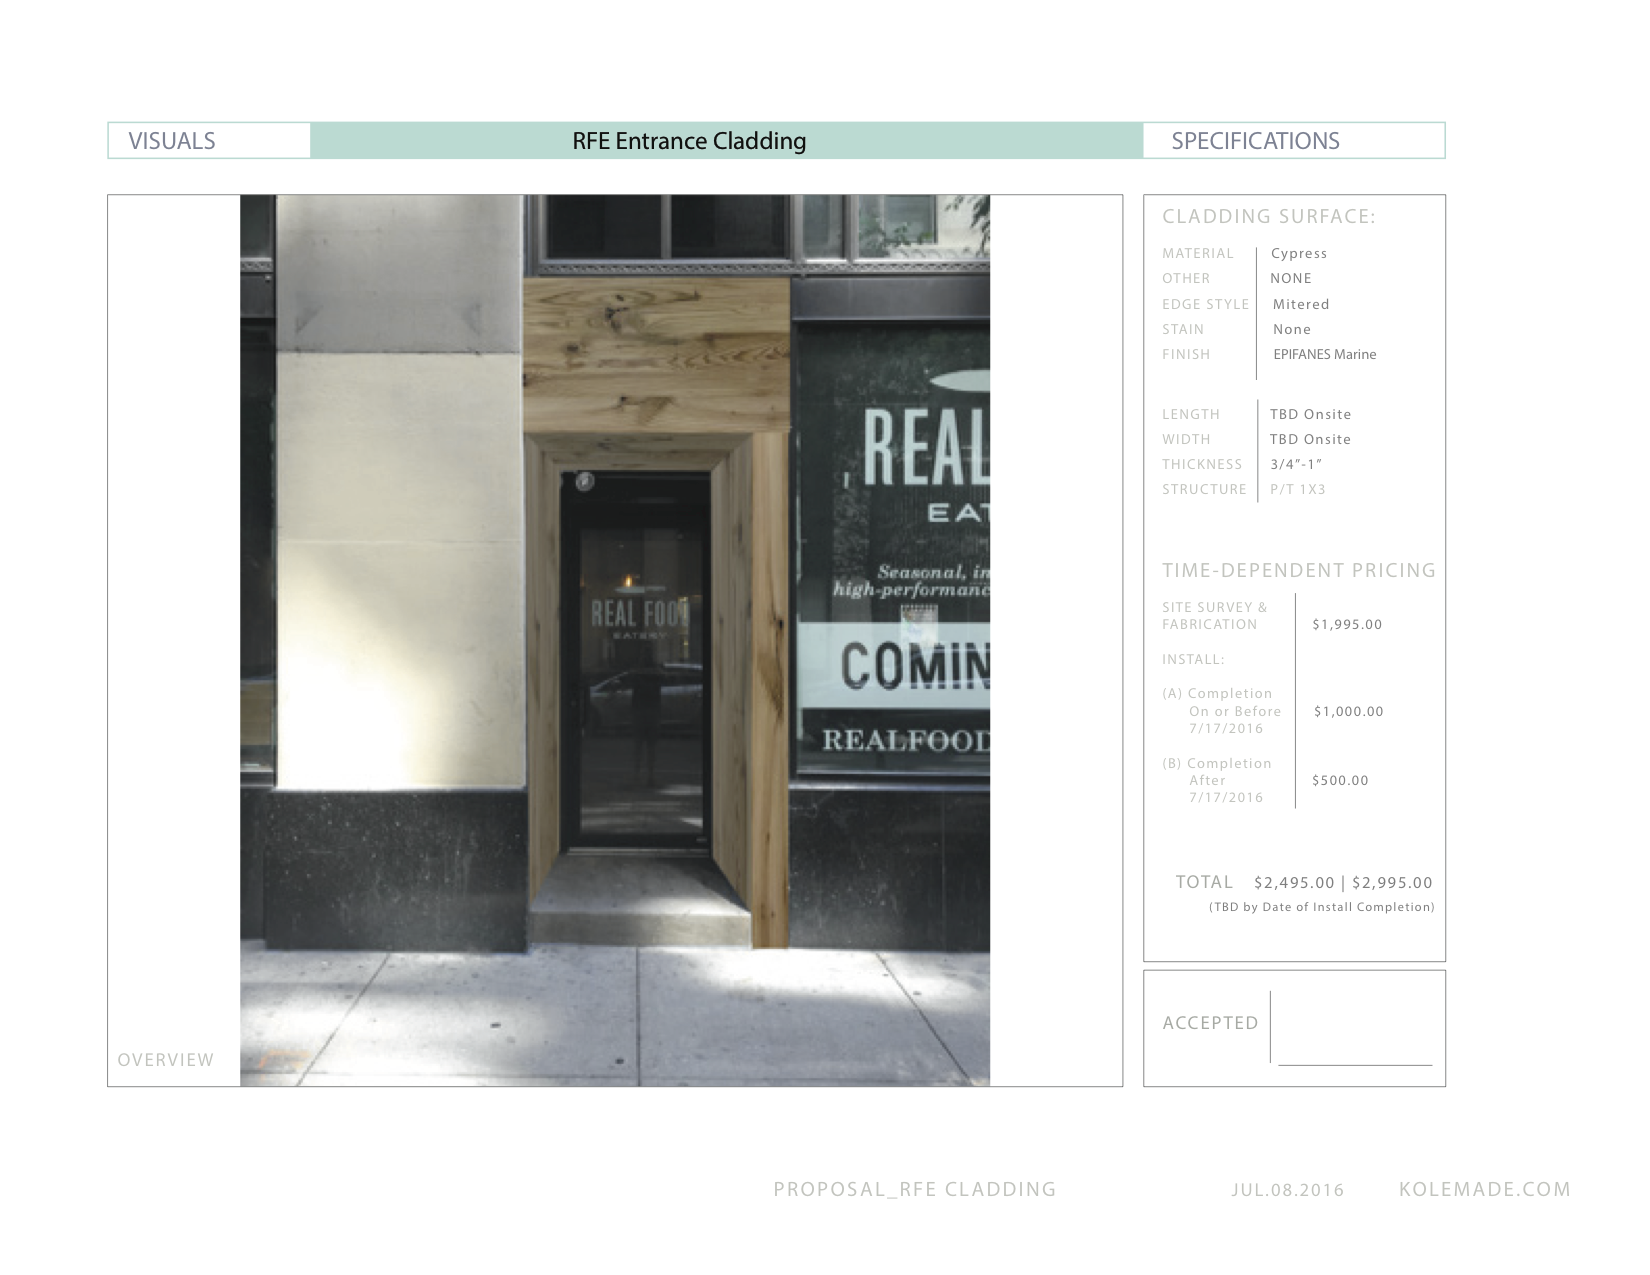 VISUALS
RFE Entrance Cladding
SPECIFICATIONS
REAL
EAT
Seasonal, in
high-performanc
COMIN
REALFOOD
REAL FOOD
EATERY
OVERVIEW
CLADDING SURFACE:
MATERIAL Cypress
OTHER NONE
EDGE STYLE Mitered
STAIN None
FINISH EPIFANES Marine
LENGTH TBD Onsite
WIDTH TBD Onsite
THICKNESS 3/4”-1”
STRUCTURE P/T 1X3
TIME-DEPENDENT PRICING
SITE SURVEY &
FABRICATION $1,995.00
INSTALL:
(A) Completion
On or Before $1,000.00
7/17/2016
(B) Completion
After $500.00
7/17/2016
TOTAL $2,495.00 | $2,995.00
(TBD by Date of Install Completion)
ACCEPTED
PROPOSAL_RFE CLADDING
JUL.08.2016
KOLEMADE.COM